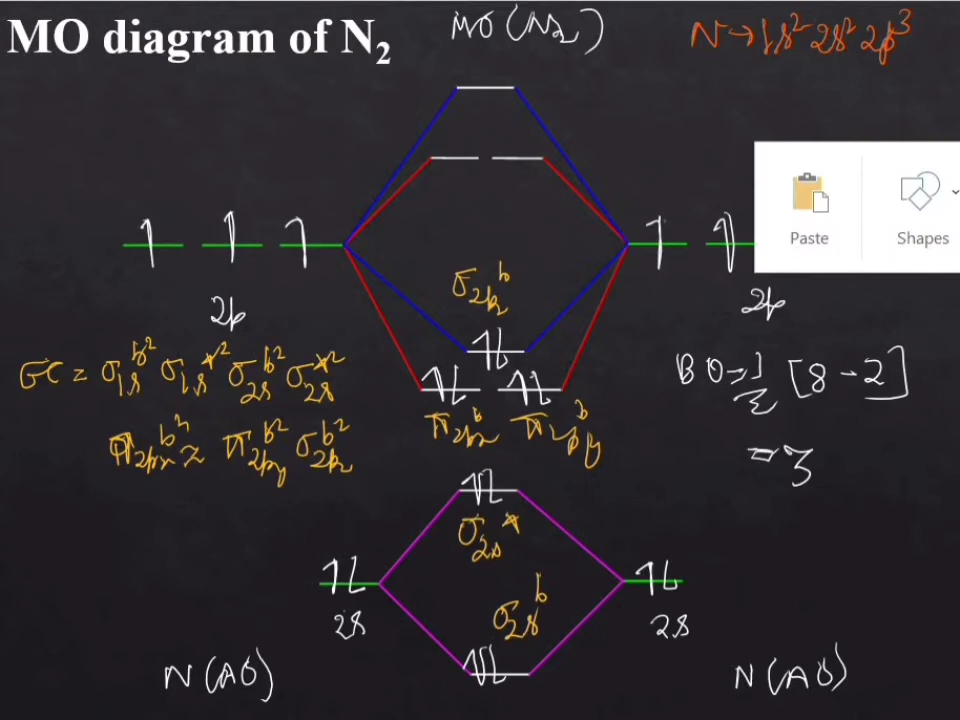 MO diagram of N₂
MO (N₂)
N → 1s² 2s² 2p³
Paste
Shapes
2p
2p
σ2pz^b
EC = σ1s^b² σ1s^*² σ2s^b² σ2s^*²
π2px^b² ≈ π2py^b² σ2pz^b²
BO = 1/2 [8 - 2]
= 3
π2px^b π2py^b
σ2s^*
2s
σ2s^b
2s
N (AO)
N (AO)